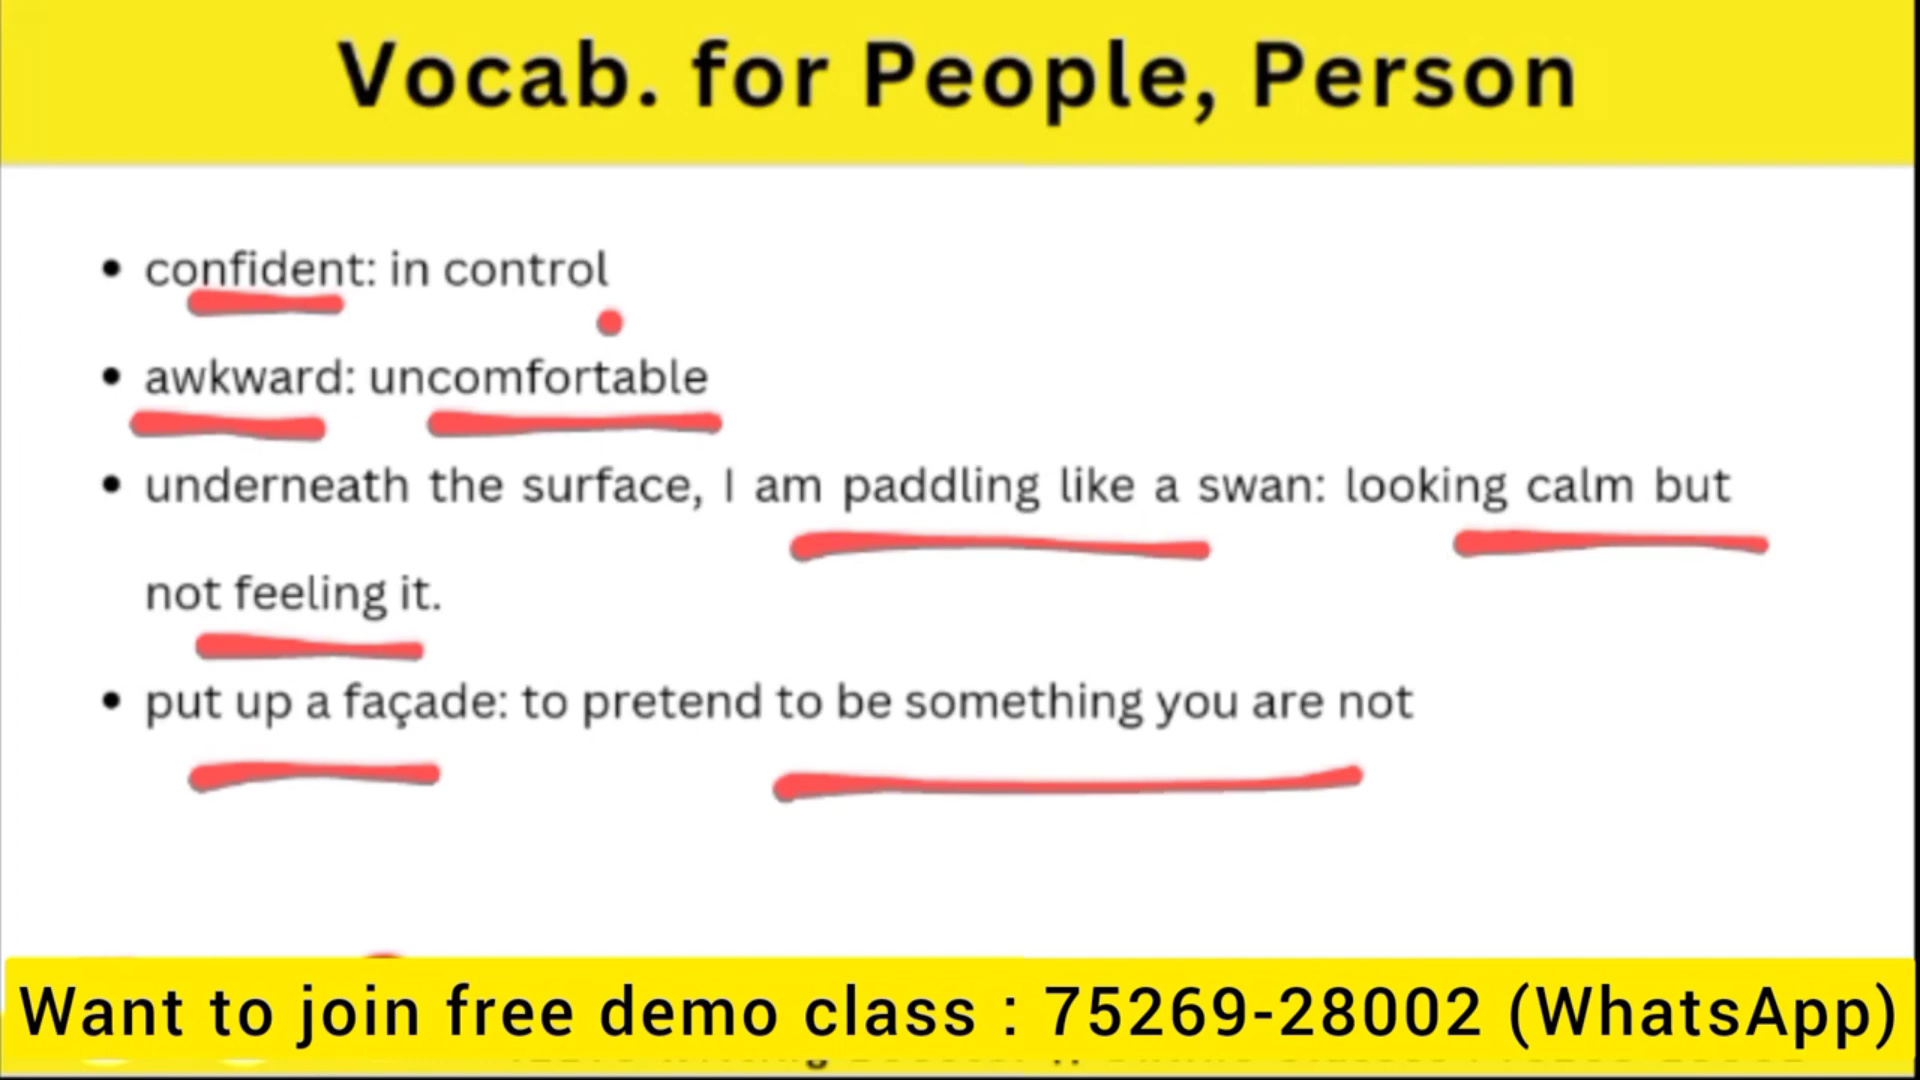 Vocab. for People, Person
• confident: in control
• awkward: uncomfortable
• underneath the surface, I am paddling like a swan: looking calm but
not feeling it.
• put up a façade: to pretend to be something you are not
Want to join free demo class : 75269-28002 (WhatsApp)